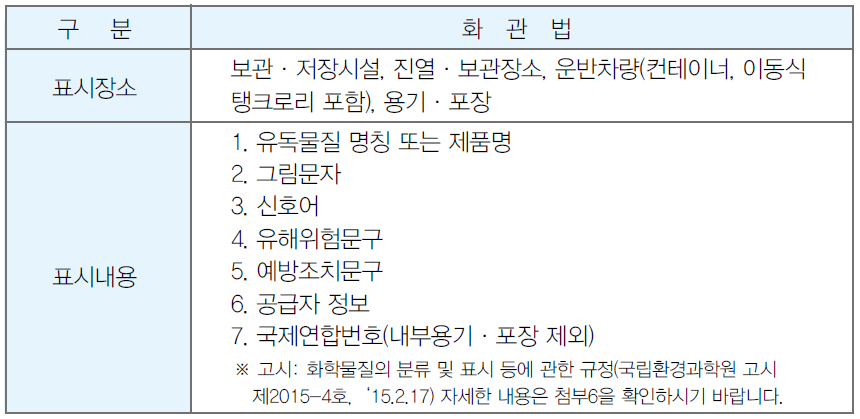 구 분
화 관 법
표시장소
보관 · 저장시설, 진열 · 보관장소, 운반차량(컨테이너, 이동식
탱크로리 포함), 용기 · 포장
표시내용
1. 유독물질 명칭 또는 제품명
2. 그림문자
3. 신호어
4. 유해위험문구
5. 예방조치문구
6. 공급자 정보
7. 국제연합번호(내부용기 · 포장 제외)
※ 고시: 화학물질의 분류 및 표시 등에 관한 규정(국립환경과학원 고시
제2015-4호, ‘15.2.17) 자세한 내용은 첨부6을 확인하시기 바랍니다.